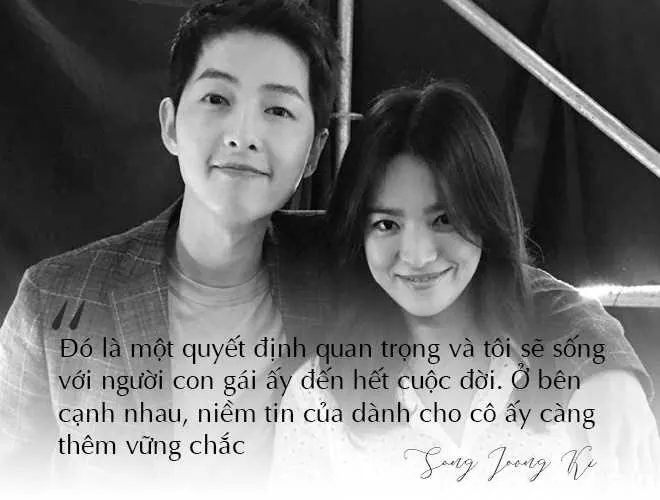 "
Đó là một quyết định quan trọng và tôi sẽ sống
với người con gái ấy đến hết cuộc đời. Ở bên
cạnh nhau, niềm tin của dành cho cô ấy càng
thêm vững chắc
Song Joong Ki